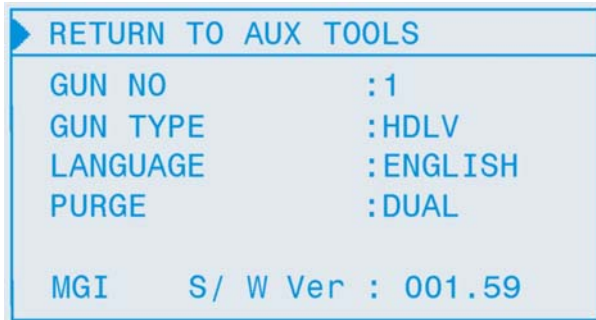 RETURN TO AUX TOOLS
GUN NO :1
GUN TYPE :HDLV
LANGUAGE :ENGLISH
PURGE :DUAL
MGI S/ W Ver : 001.59